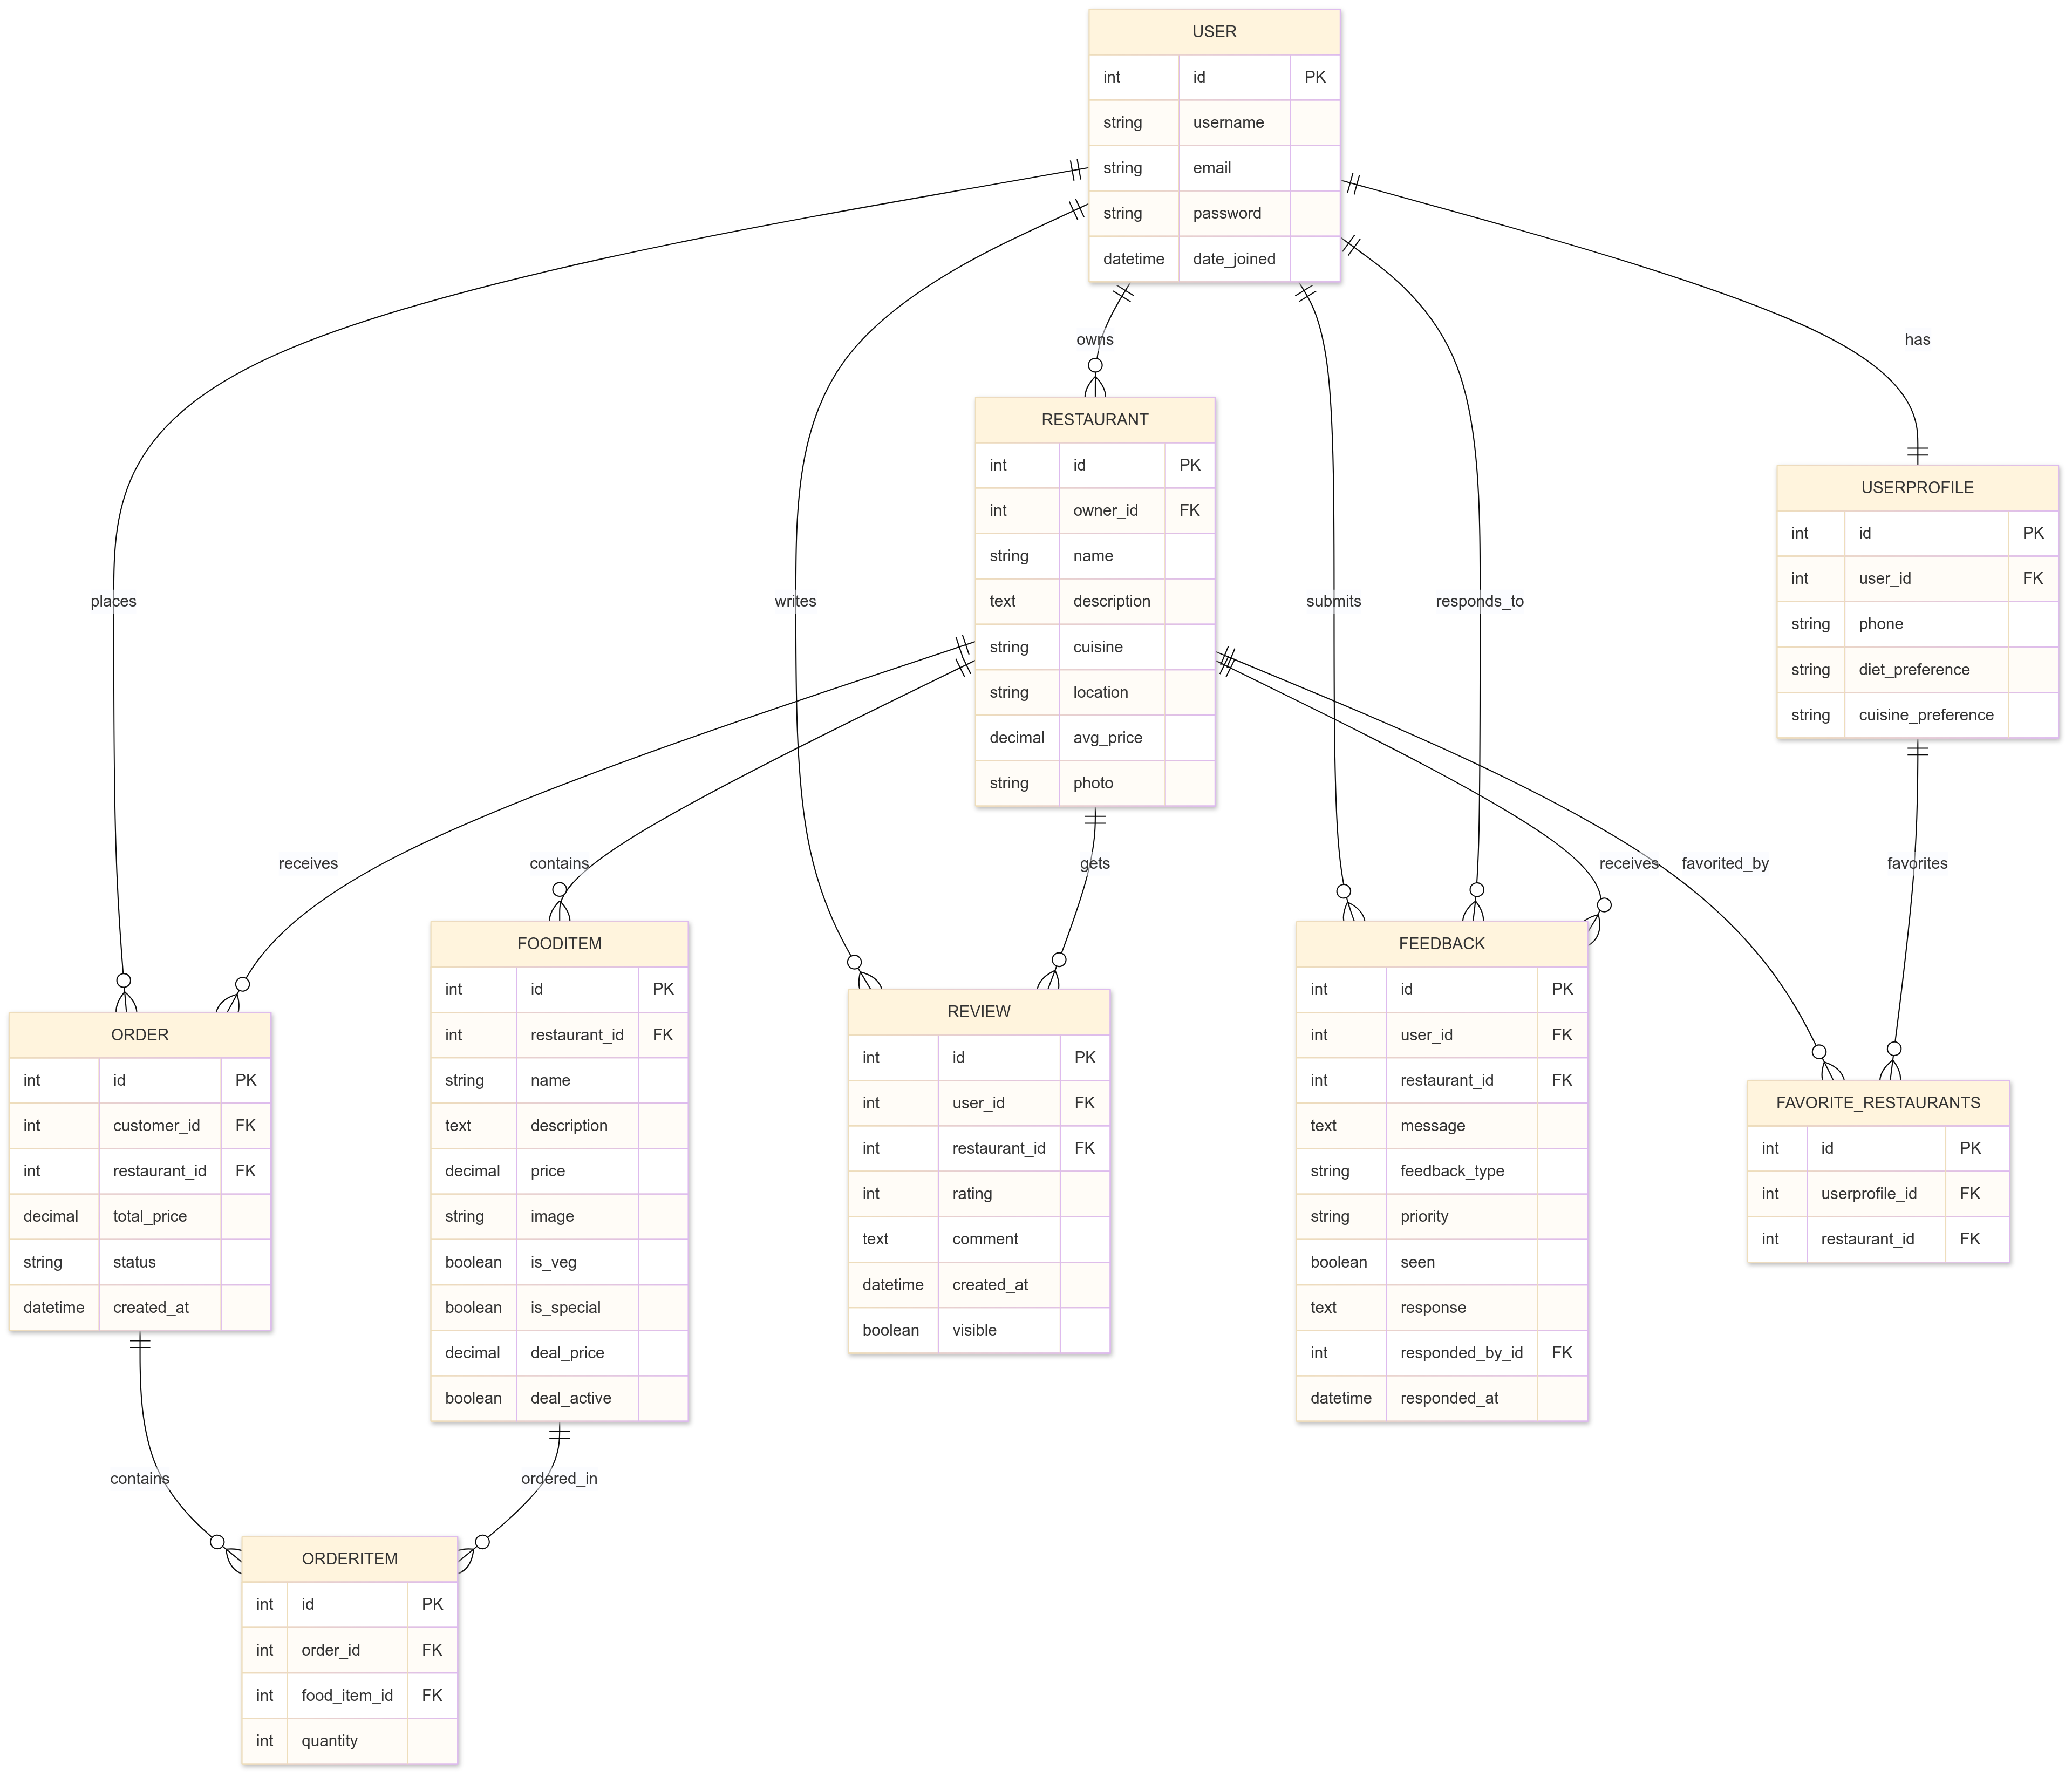 USER
int id PK
string username
string email
string password
datetime date_joined
owns
has
RESTAURANT
int id PK
int owner_id FK
string name
text description
string cuisine
string location
decimal avg_price
string photo
USERPROFILE
int id PK
int user_id FK
string phone
string diet_preference
string cuisine_preference
places
writes
submits
responds_to
receives
contains
gets
receives
favorited_by
favorites
ORDER
int id PK
int customer_id FK
int restaurant_id FK
decimal total_price
string status
datetime created_at
FOODITEM
int id PK
int restaurant_id FK
string name
text description
decimal price
string image
boolean is_veg
boolean is_special
decimal deal_price
boolean deal_active
REVIEW
int id PK
int user_id FK
int restaurant_id FK
int rating
text comment
datetime created_at
boolean visible
FEEDBACK
int id PK
int user_id FK
int restaurant_id FK
text message
string feedback_type
string priority
boolean seen
text response
int responded_by_id FK
datetime responded_at
FAVORITE_RESTAURANTS
int id PK
int userprofile_id FK
int restaurant_id FK
contains
ordered_in
ORDERITEM
int id PK
int order_id FK
int food_item_id FK
int quantity